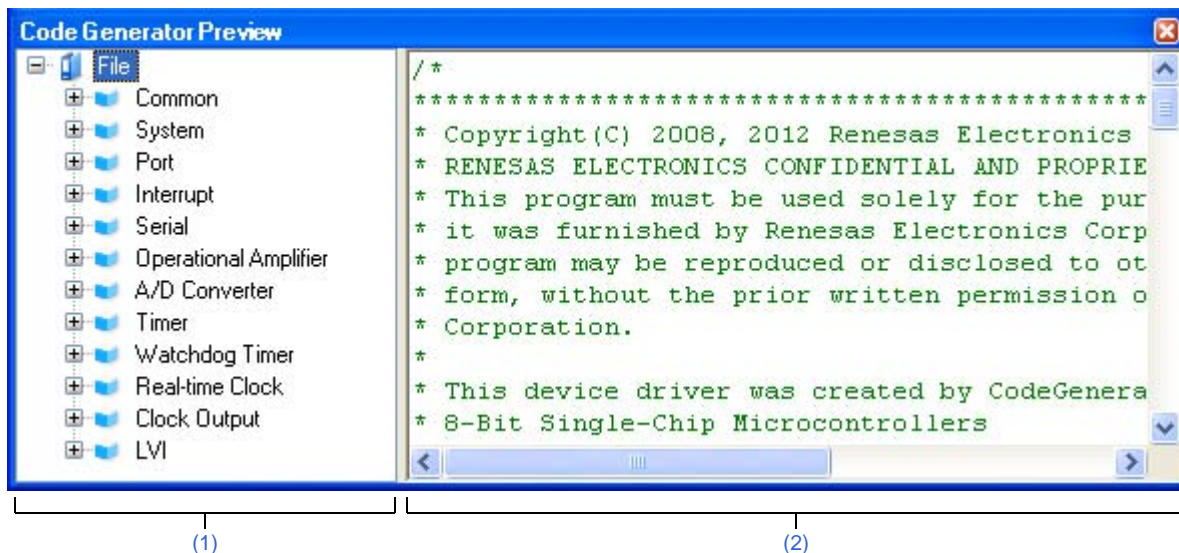 Code Generator Preview
File
Common
System
Port
Interrupt
Serial
Operational Amplifier
A/D Converter
Timer
Watchdog Timer
Real-time Clock
Clock Output
LVI
/*
**********************************************
* Copyright(C) 2008, 2012 Renesas Electronics
* RENESAS ELECTRONICS CONFIDENTIAL AND PROPRIE
* This program must be used solely for the pur
* it was furnished by Renesas Electronics Corp
* program may be reproduced or disclosed to ot
* form, without the prior written permission o
* Corporation.
*
* This device driver was created by CodeGenera
* 8-Bit Single-Chip Microcontrollers
(1)
(2)